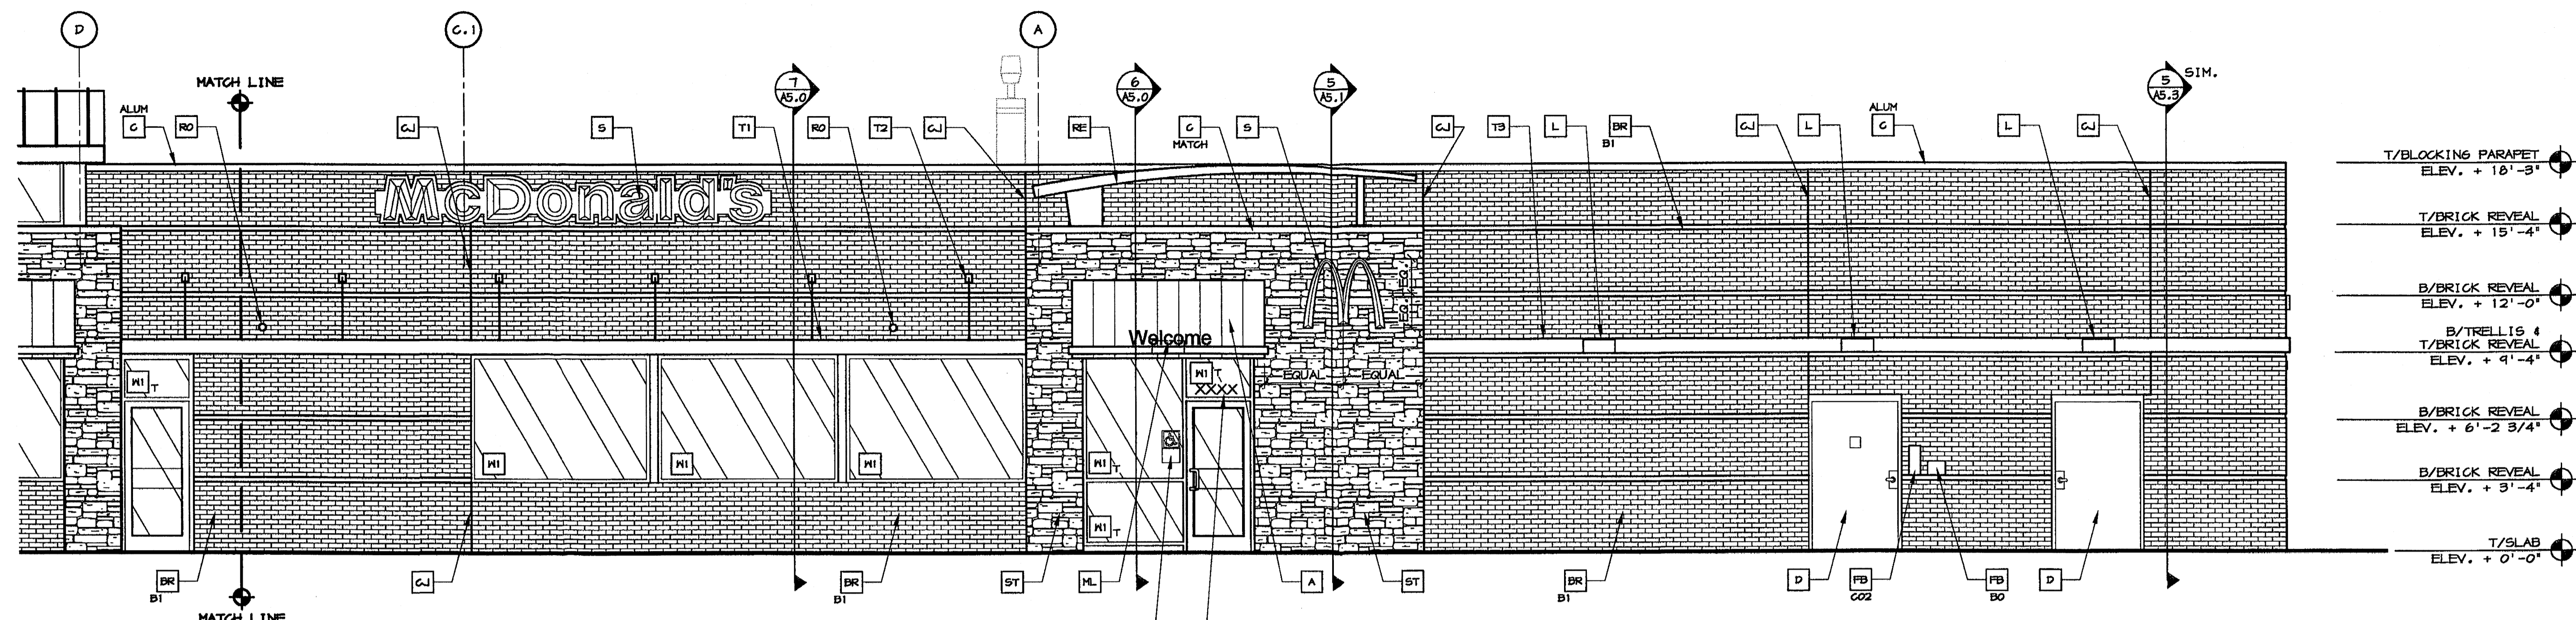 D
C.1
A
MATCH LINE
7
A5.0
6
A5.0
5
A5.1
5
A5.3
SIM.
ALUM
C
RO
CJ
S
T1
RO
T2
CJ
RE
C
MATCH
S
CJ
T3
L
BR
B1
CJ
L
ALUM
C
L
CJ
T/BLOCKING PARAPET
ELEV. + 18'-3"
McDonald's
T/BRICK REVEAL
ELEV. + 15'-4"
EQ. EQ.
B/BRICK REVEAL
ELEV. + 12'-0"
Welcome
B/TRELLIS &
T/BRICK REVEAL
ELEV. + 9'-4"
W1 T
W1 T
XXXX
EQUAL EQUAL
B/BRICK REVEAL
ELEV. + 6'-2 3/4"
W1
W1
W1
W1 T
B/BRICK REVEAL
ELEV. + 3'-4"
W1 T
T/SLAB
ELEV. + 0'-0"
BR
B1
CJ
BR
B1
ST
ML
A
ST
BR
B1
D
FB
CO2
FB
BO
D
MATCH LINE